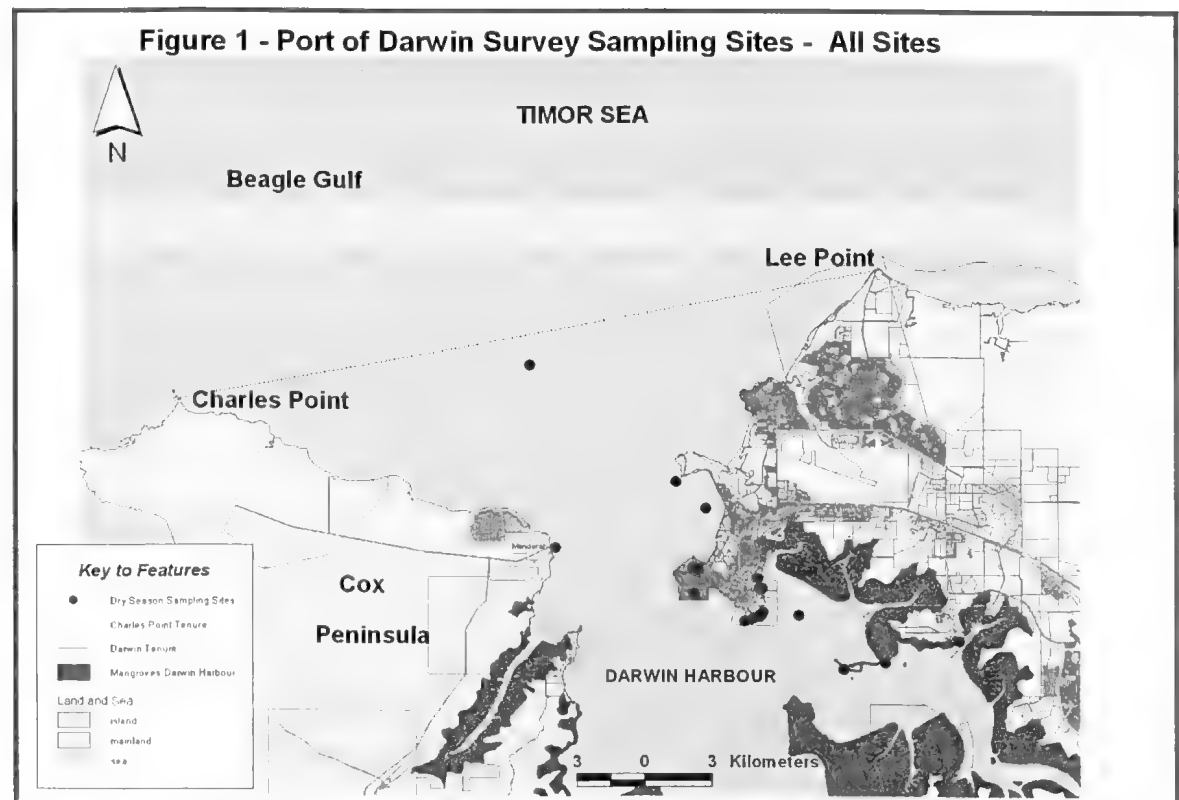 Figure 1 - Port of Darwin Survey Sampling Sites - All Sites
TIMOR SEA
N
Beagle Gulf
Lee Point
Charles Point
Mandorah
Key to Features
Dry Season Sampling Sites
Charles Point Tenure
Darwin Tenure
Mangroves Darwin Harbour
Land and Sea
island
mainland
sea
Cox
Peninsula
DARWIN HARBOUR
3 0 3 Kilometers